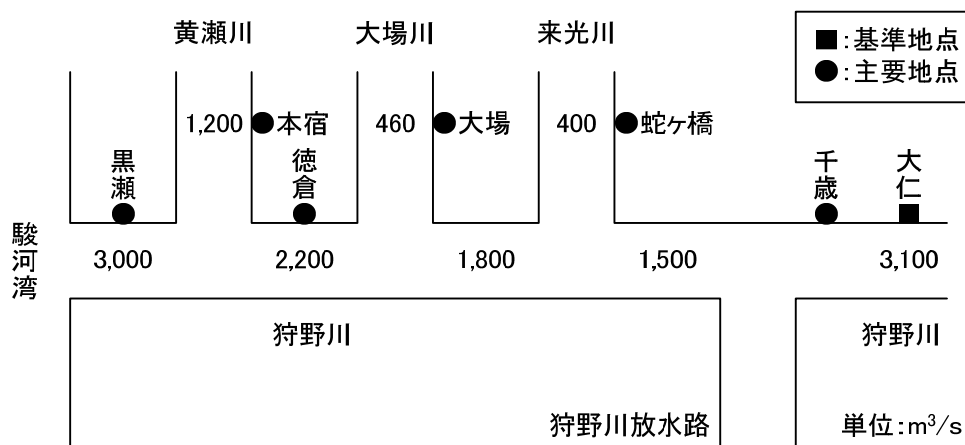 黄瀬川
大場川
来光川
■:基準地点
●:主要地点
1,200
本宿
460
大場
400
蛇ヶ橋
黒瀬
徳倉
千歳
大仁
駿河湾
3,000
2,200
1,800
1,500
3,100
狩野川
狩野川
狩野川放水路
単位:m³/s